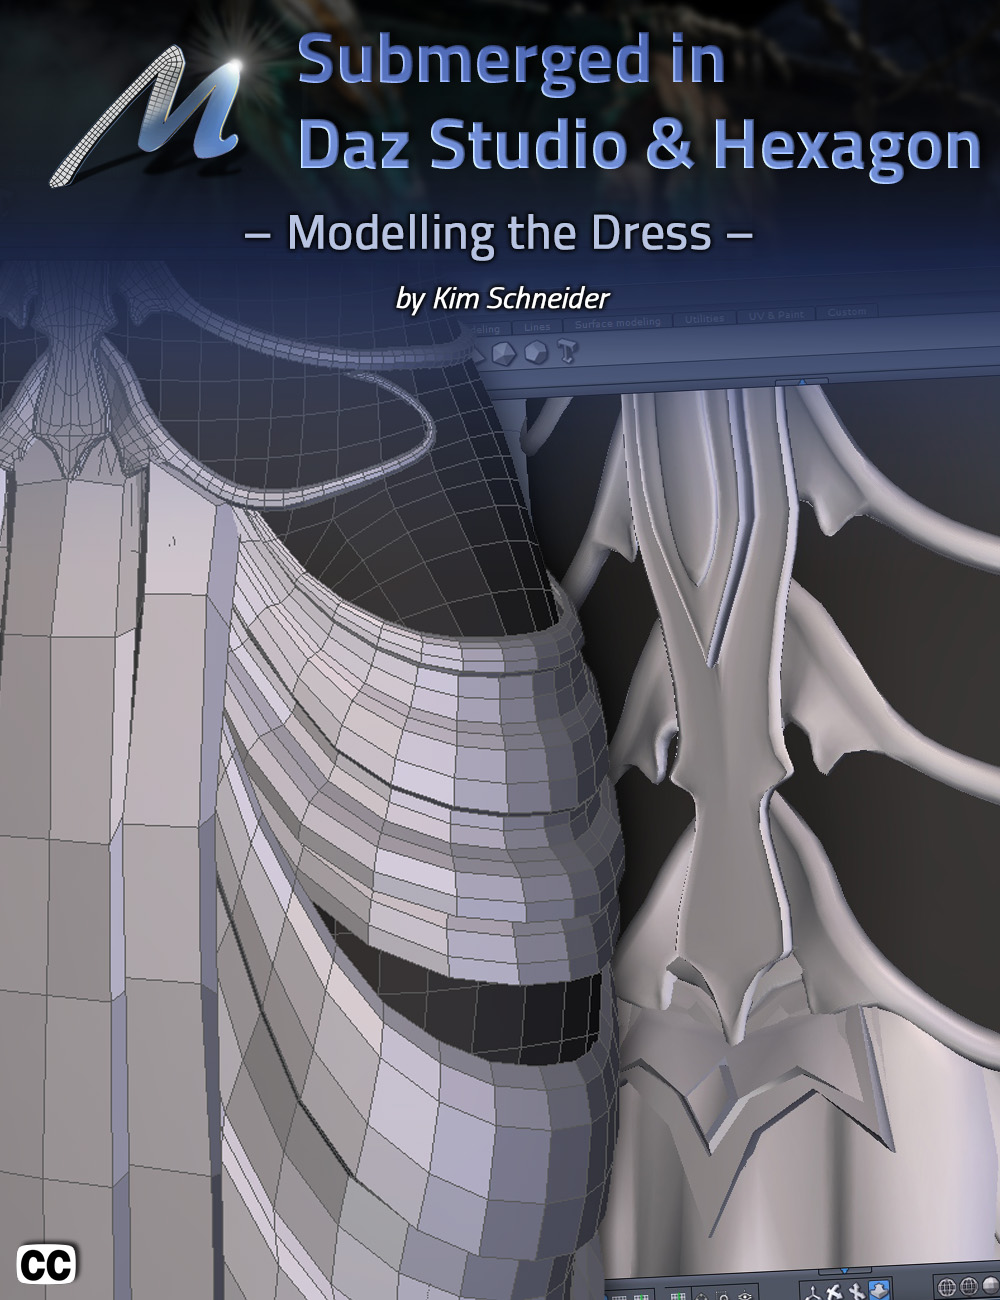 Submerged in
Daz Studio & Hexagon
– Modelling the Dress –
by Kim Schneider
Lines Surface modeling Utilities UV & Paint Custom
CC